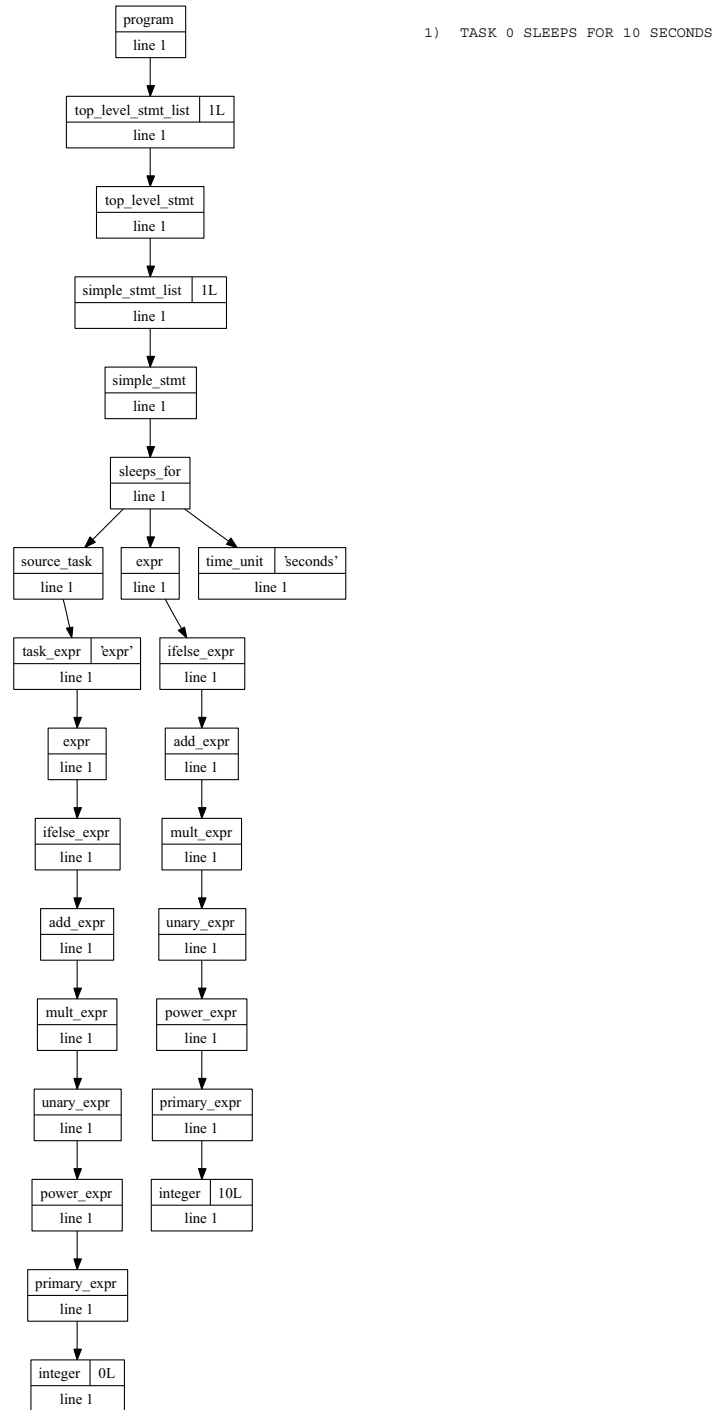 program
line 1
1) TASK 0 SLEEPS FOR 10 SECONDS
top_level_stmt_list 1L
line 1
top_level_stmt
line 1
simple_stmt_list 1L
line 1
simple_stmt
line 1
sleeps_for
line 1
source_task
line 1
expr
line 1
time_unit 'seconds'
line 1
task_expr 'expr'
line 1
ifelse_expr
line 1
expr
line 1
add_expr
line 1
ifelse_expr
line 1
mult_expr
line 1
add_expr
line 1
unary_expr
line 1
mult_expr
line 1
power_expr
line 1
unary_expr
line 1
primary_expr
line 1
power_expr
line 1
integer 10L
line 1
primary_expr
line 1
integer 0L
line 1